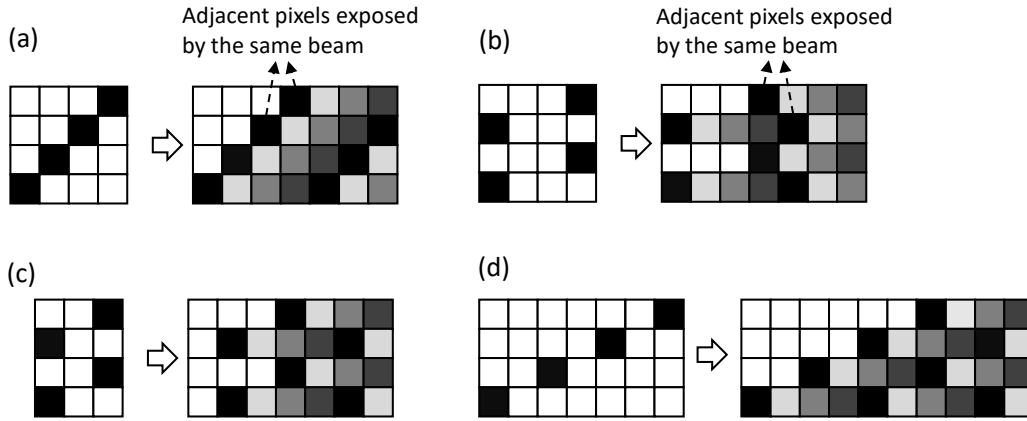 (a)
Adjacent pixels exposed
by the same beam
(b)
Adjacent pixels exposed
by the same beam
(c)
(d)